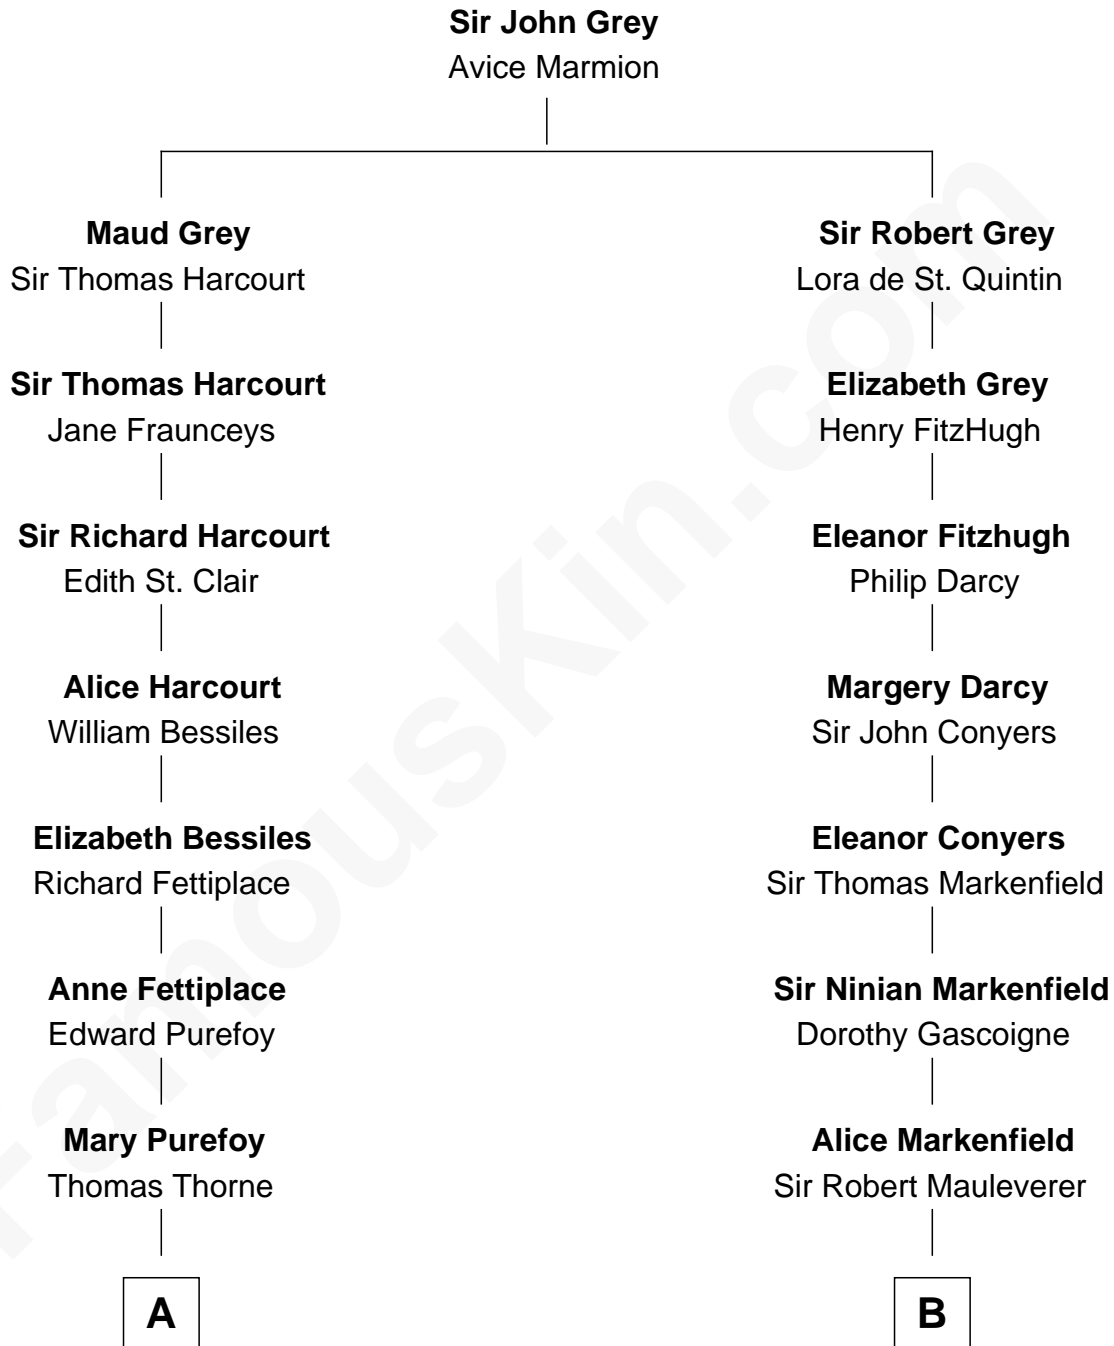 Sir John Grey
Avice Marmion
Maud Grey
Sir Thomas Harcourt
Sir Robert Grey
Lora de St. Quintin
Sir Thomas Harcourt
Jane Fraunceys
Elizabeth Grey
Henry FitzHugh
Sir Richard Harcourt
Edith St. Clair
Eleanor Fitzhugh
Philip Darcy
Alice Harcourt
William Bessiles
Margery Darcy
Sir John Conyers
Elizabeth Bessiles
Richard Fettiplace
Eleanor Conyers
Sir Thomas Markenfield
Anne Fettiplace
Edward Purefoy
Sir Ninian Markenfield
Dorothy Gascoigne
Mary Purefoy
Thomas Thorne
Alice Markenfield
Sir Robert Mauleverer
A
B
FamousKin.com